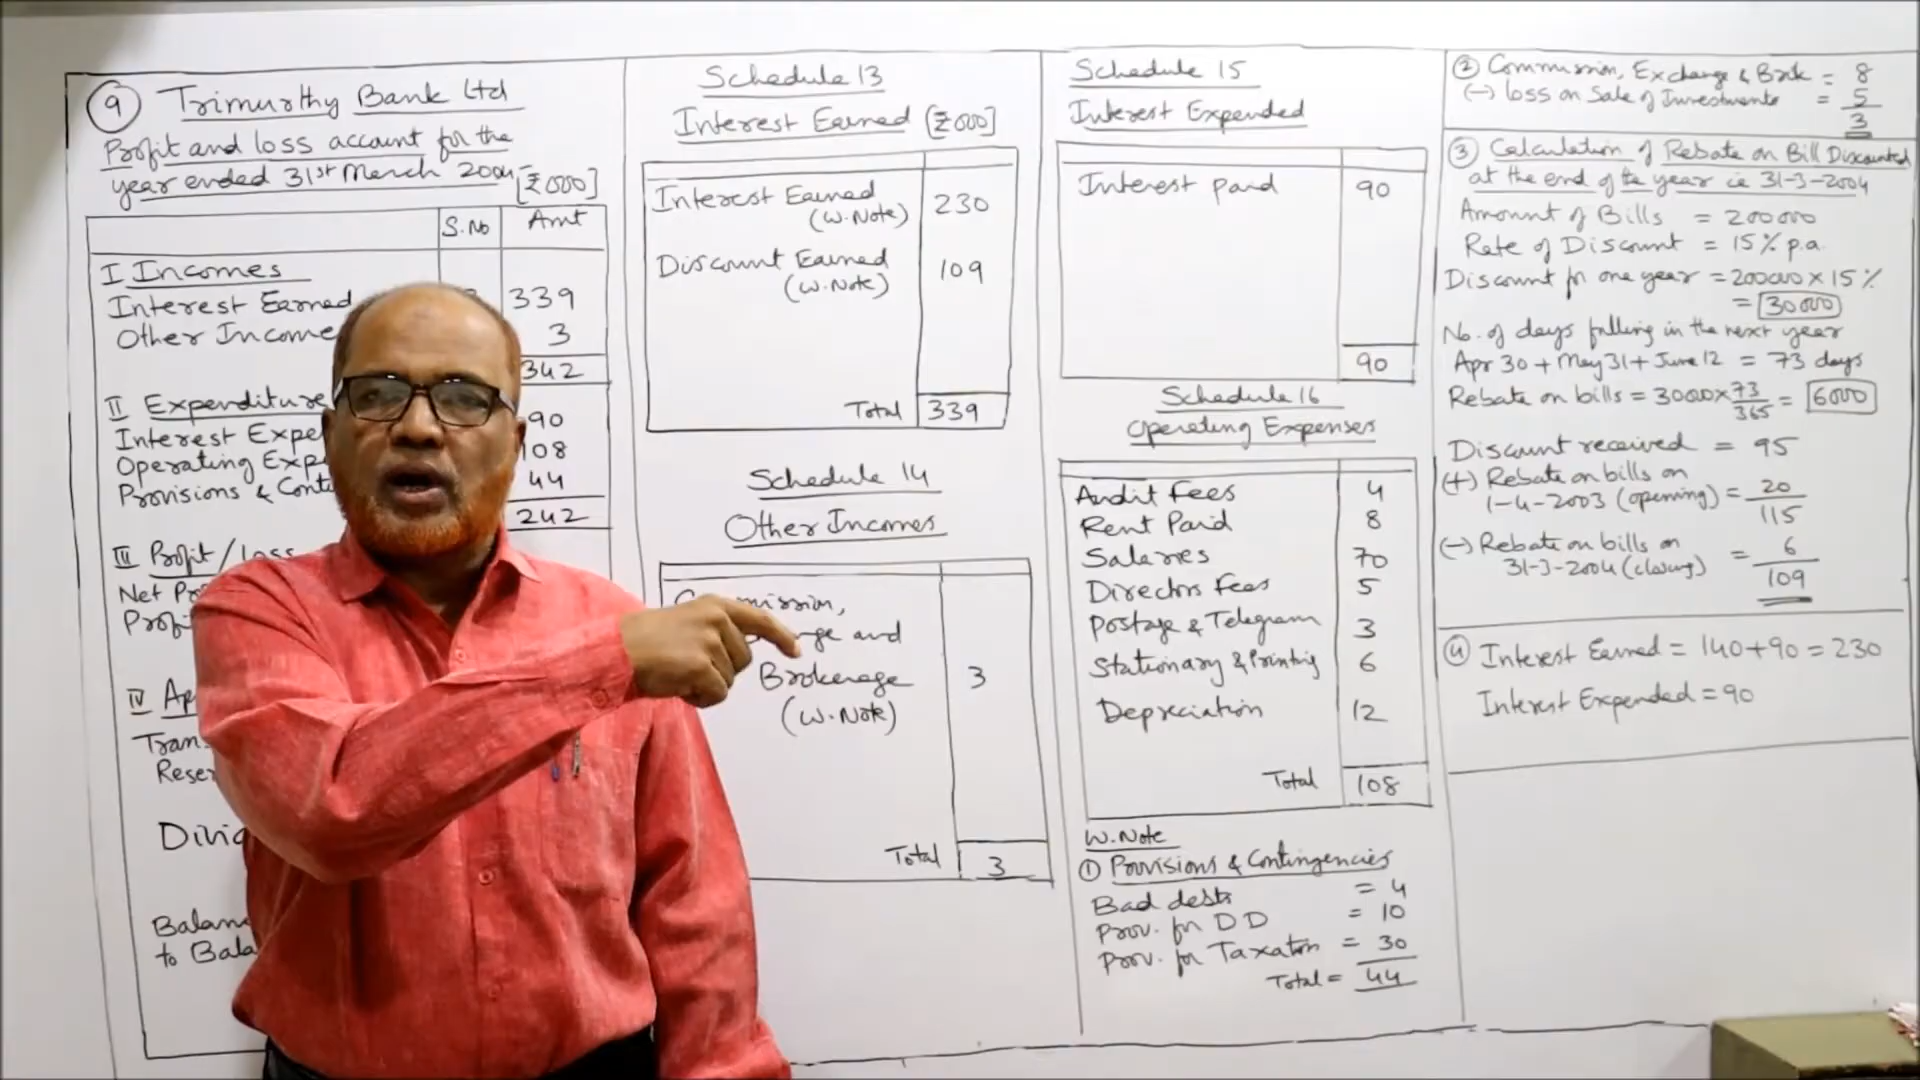 9 Trimurthy Bank Ltd
Profit and loss account for the
year ended 31st March 2004
[₹000]
S.No Amt
I Incomes
Interest Earned 339
Other Income 3
342
II Expenditure
Interest Expe 90
Operating Exp 108
Provisions & Conti 44
242
III Profit/Loss
Net Pr
Profi
IV Ap
Tran
Reser
Divid
Balan
to Bala
Schedule 13
Interest Earned [₹000]
Interest Earned 230
(W.Note)
Discount Earned 109
(W.Note)
Total 339
Schedule 14
Other Incomes
mission,
nge and
Brokerage 3
(W.Note)
Total 3
Schedule 15
Interest Expended
Interest paid 90
90
Schedule 16
Operating Expenses
Audit Fees 4
Rent Paid 8
Salaries 70
Directors Fees 5
Postage & Telegram 3
Stationary & Printing 6
Depreciation 12
Total 108
W.Note
① Provisions & Contingencies
Bad debts = 4
Prov. for DD = 10
Prov. for Taxation = 30
Total = 44
② Commission, Exchange & Brok = 8
(-) loss on Sale of Investments = 5
3
③ Calculation of Rebate on Bill Discounted
at the end of the year ie 31-3-2004
Amount of Bills = 200000
Rate of Discount = 15% p.a.
Discount for one year = 200000 × 15%
= 30000
No. of days falling in the next year
Apr 30 + May 31 + June 12 = 73 days
Rebate on bills = 30000 × 73/365 = 6000
Discount received = 95
(+) Rebate on bills on
1-4-2003 (opening) = 20
115
(-) Rebate on bills on
31-3-2004 (closing) = 6
109
④ Interest Earned = 140+90 = 230
Interest Expended = 90